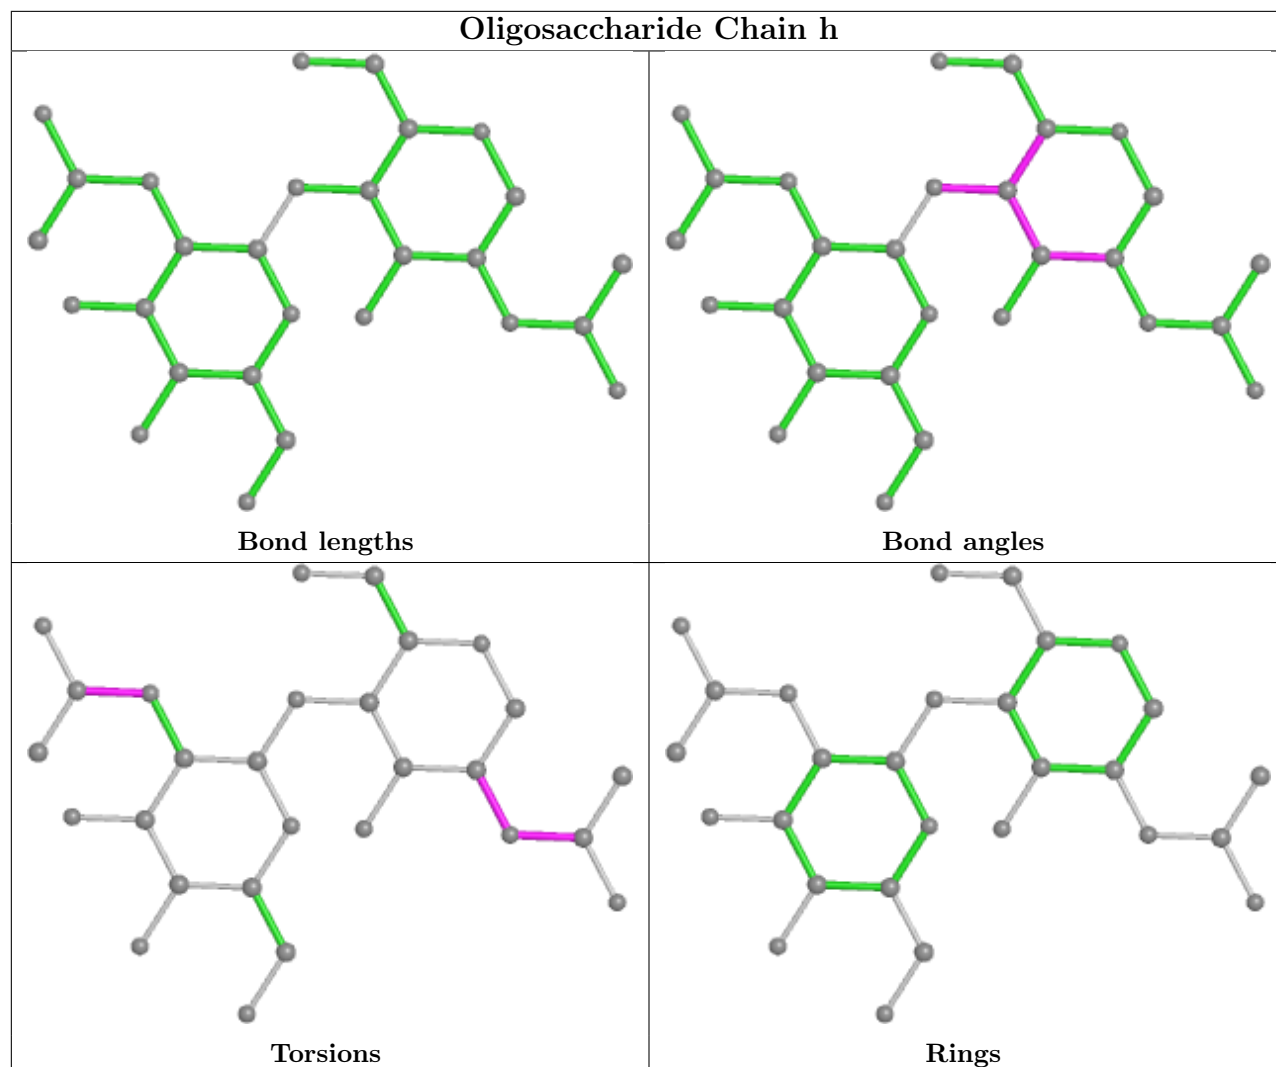 Oligosaccharide Chain h
Bond lengths
Bond angles
Torsions
Rings